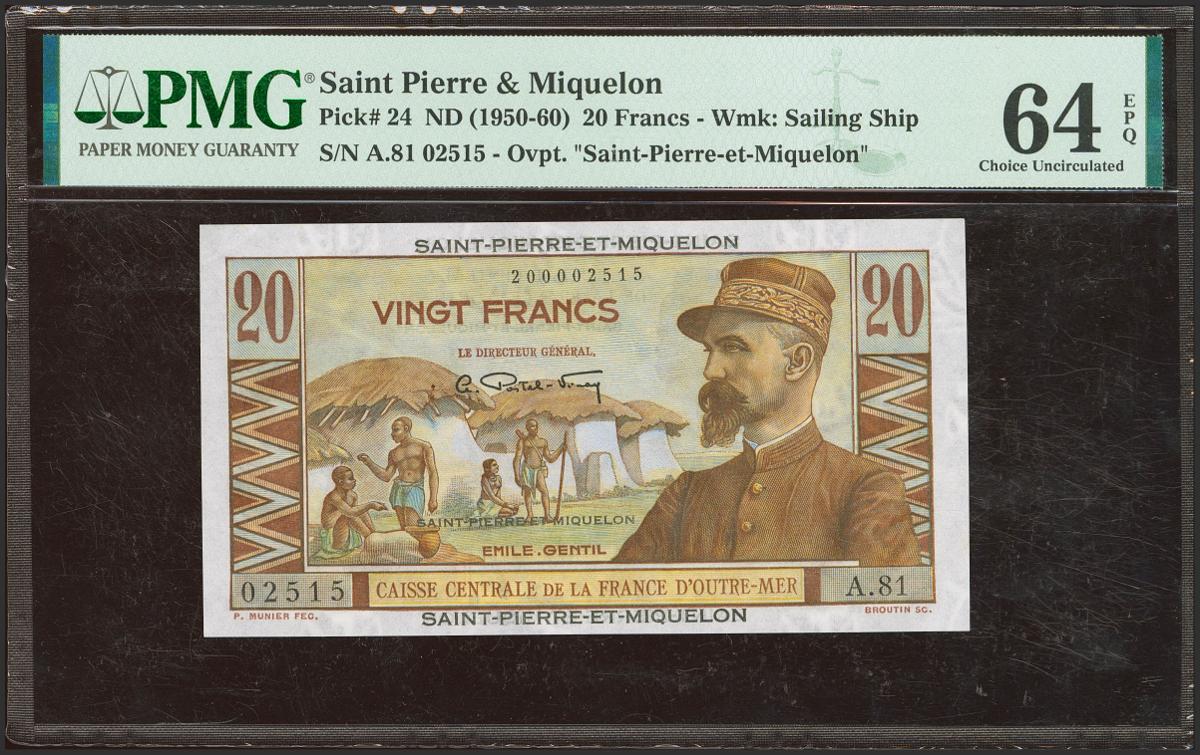 PMG®
PAPER MONEY GUARANTY
Saint Pierre & Miquelon
Pick# 24 ND (1950-60) 20 Francs - Wmk: Sailing Ship
S/N A.81 02515 - Ovpt. "Saint-Pierre-et-Miquelon"
64
EPQ
Choice Uncirculated
SAINT-PIERRE-ET-MIQUELON
20
200002515
20
VINGT FRANCS
LE DIRECTEUR GÉNÉRAL,
A. Postel-Vinay
SAINT-PIERRE-ET-MIQUELON
EMILE.GENTIL
02515
CAISSE CENTRALE DE LA FRANCE D'OUTRE-MER
A.81
P. MUNIER FEC.
SAINT-PIERRE-ET-MIQUELON
BROUTIN SC.